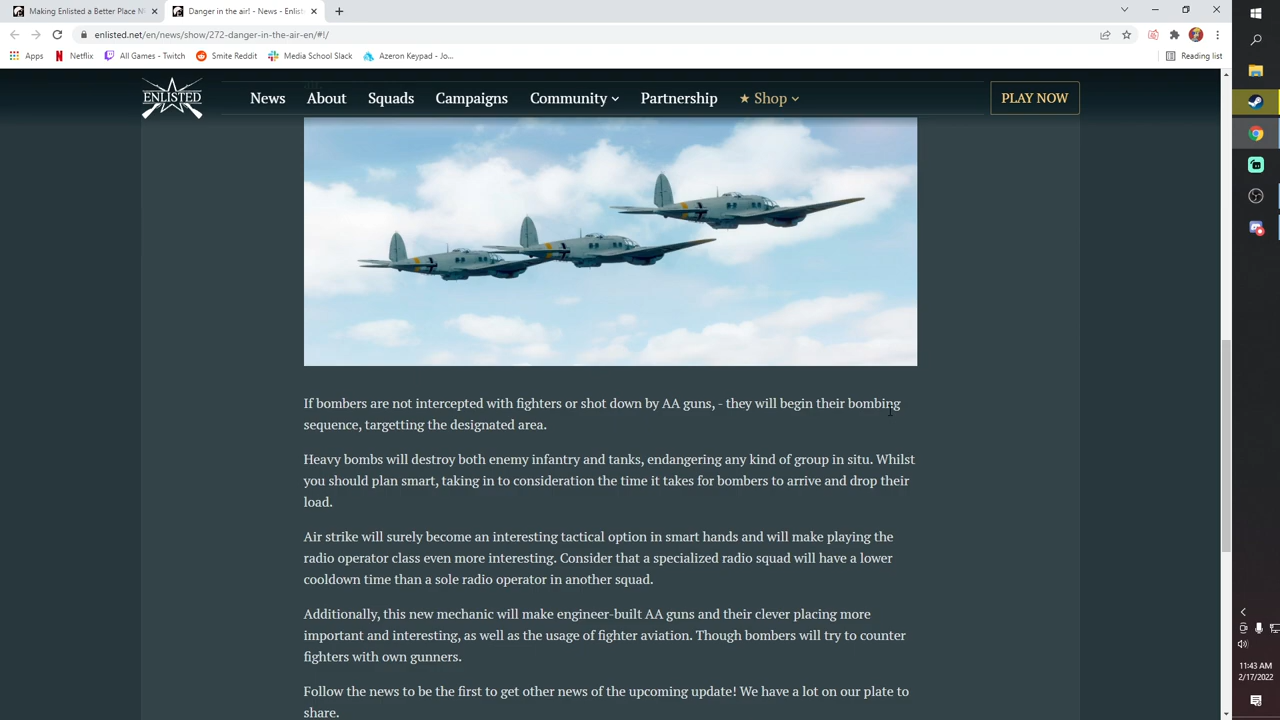 Making Enlisted a Better Place №
Danger in the air! - News - Enlist
enlisted.net/en/news/show/272-danger-in-the-air-en/#!/
Apps Netflix All Games - Twitch Smite Reddit Media School Slack Azeron Keypad - Jo... Reading list
ENLISTED News About Squads Campaigns Community Partnership Shop PLAY NOW
If bombers are not intercepted with fighters or shot down by AA guns, - they will begin their bombing
sequence, targetting the designated area.
Heavy bombs will destroy both enemy infantry and tanks, endangering any kind of group in situ. Whilst
you should plan smart, taking in to consideration the time it takes for bombers to arrive and drop their
load.
Air strike will surely become an interesting tactical option in smart hands and will make playing the
radio operator class even more interesting. Consider that a specialized radio squad will have a lower
cooldown time than a sole radio operator in another squad.
Additionally, this new mechanic will make engineer-built AA guns and their clever placing more
important and interesting, as well as the usage of fighter aviation. Though bombers will try to counter
fighters with own gunners.
Follow the news to be the first to get other news of the upcoming update! We have a lot on our plate to
share.
11:43 AM
2/17/2022